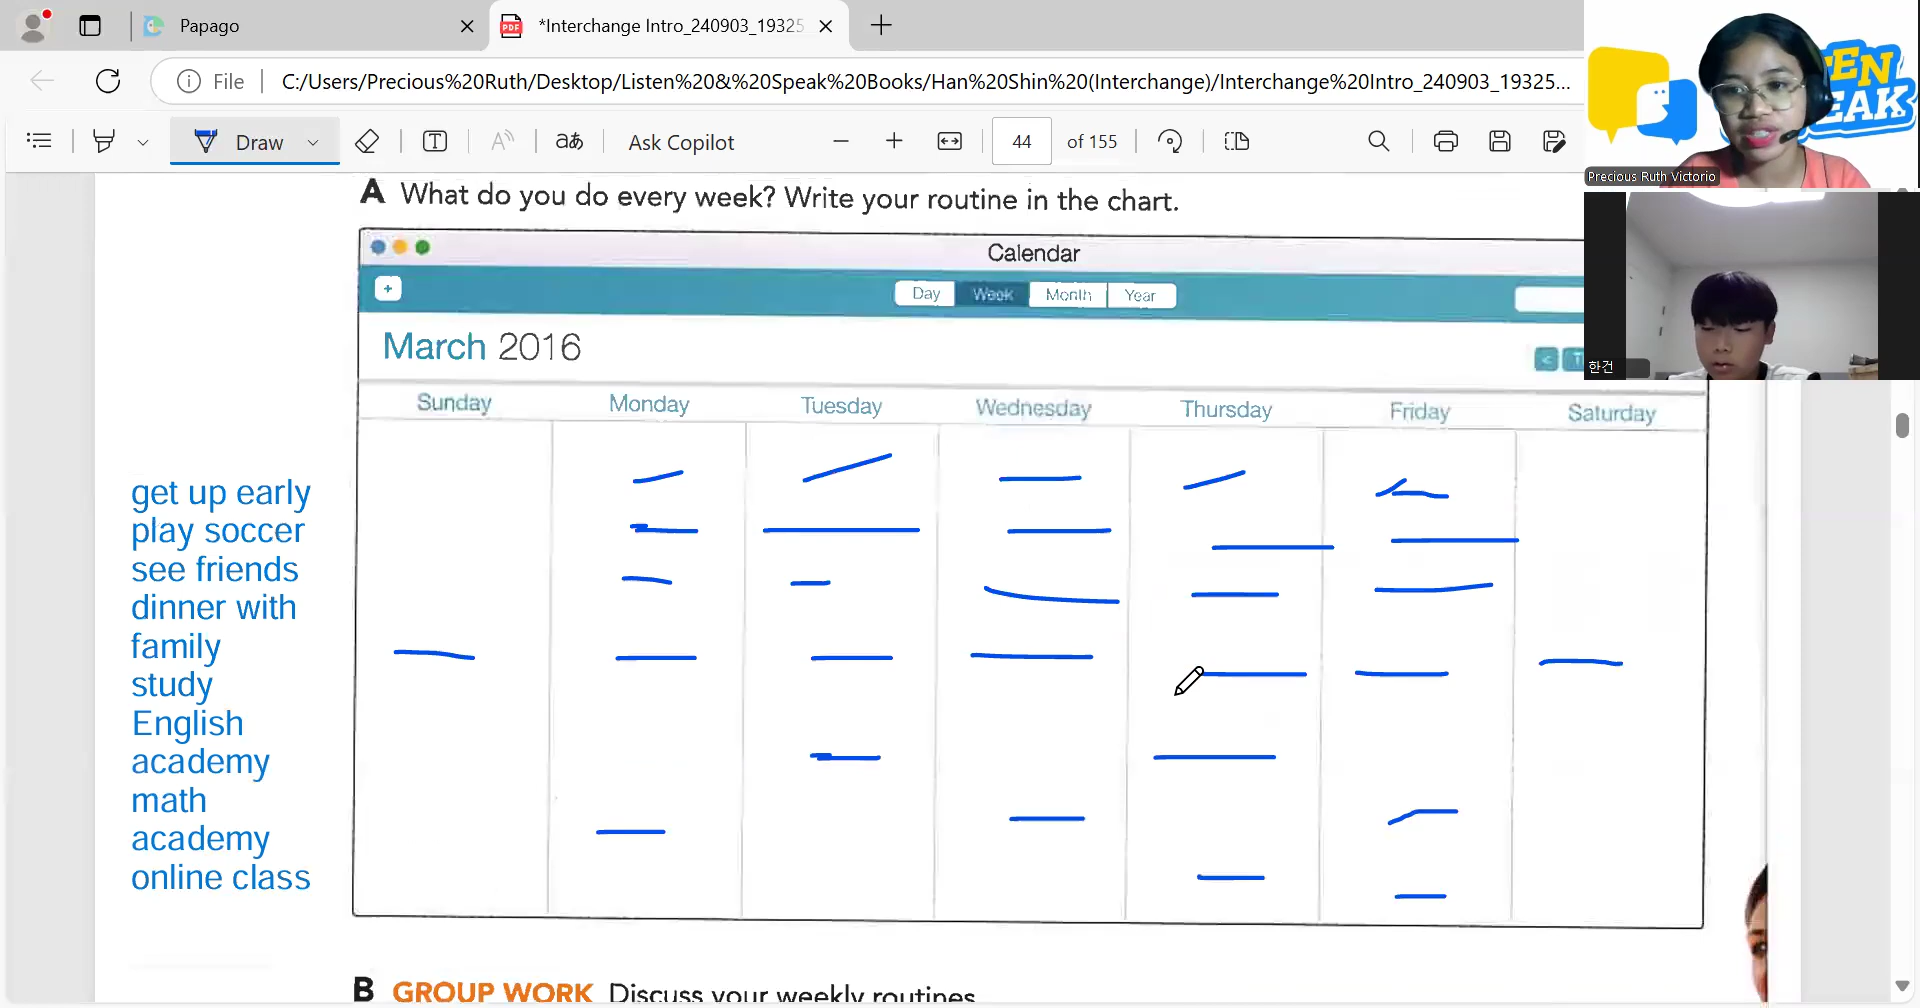 Papago
*Interchange Intro_240903_19325
File
C:/Users/Precious%20Ruth/Desktop/Listen%20&%20Speak%20Books/Han%20Shin%20(Interchange)/Interchange%20Intro_240903_19325...
Draw
Ask Copilot
44 of 155
EN
EAK
Precious Ruth Victorio
한건
A What do you do every week? Write your routine in the chart.
Calendar
Day Week Month Year
March 2016
< T
Sunday Monday Tuesday Wednesday Thursday Friday Saturday
get up early
play soccer
see friends
dinner with
family
study
English
academy
math
academy
online class
B GROUP WORK Discuss your weekly routines